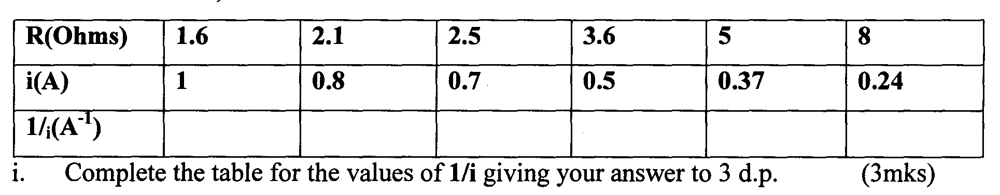 R(Ohms) 1.6 2.1 2.5 3.6 5 8
i(A) 1 0.8 0.7 0.5 0.37 0.24
1/i(A⁻¹)
i. Complete the table for the values of 1/i giving your answer to 3 d.p. (3mks)